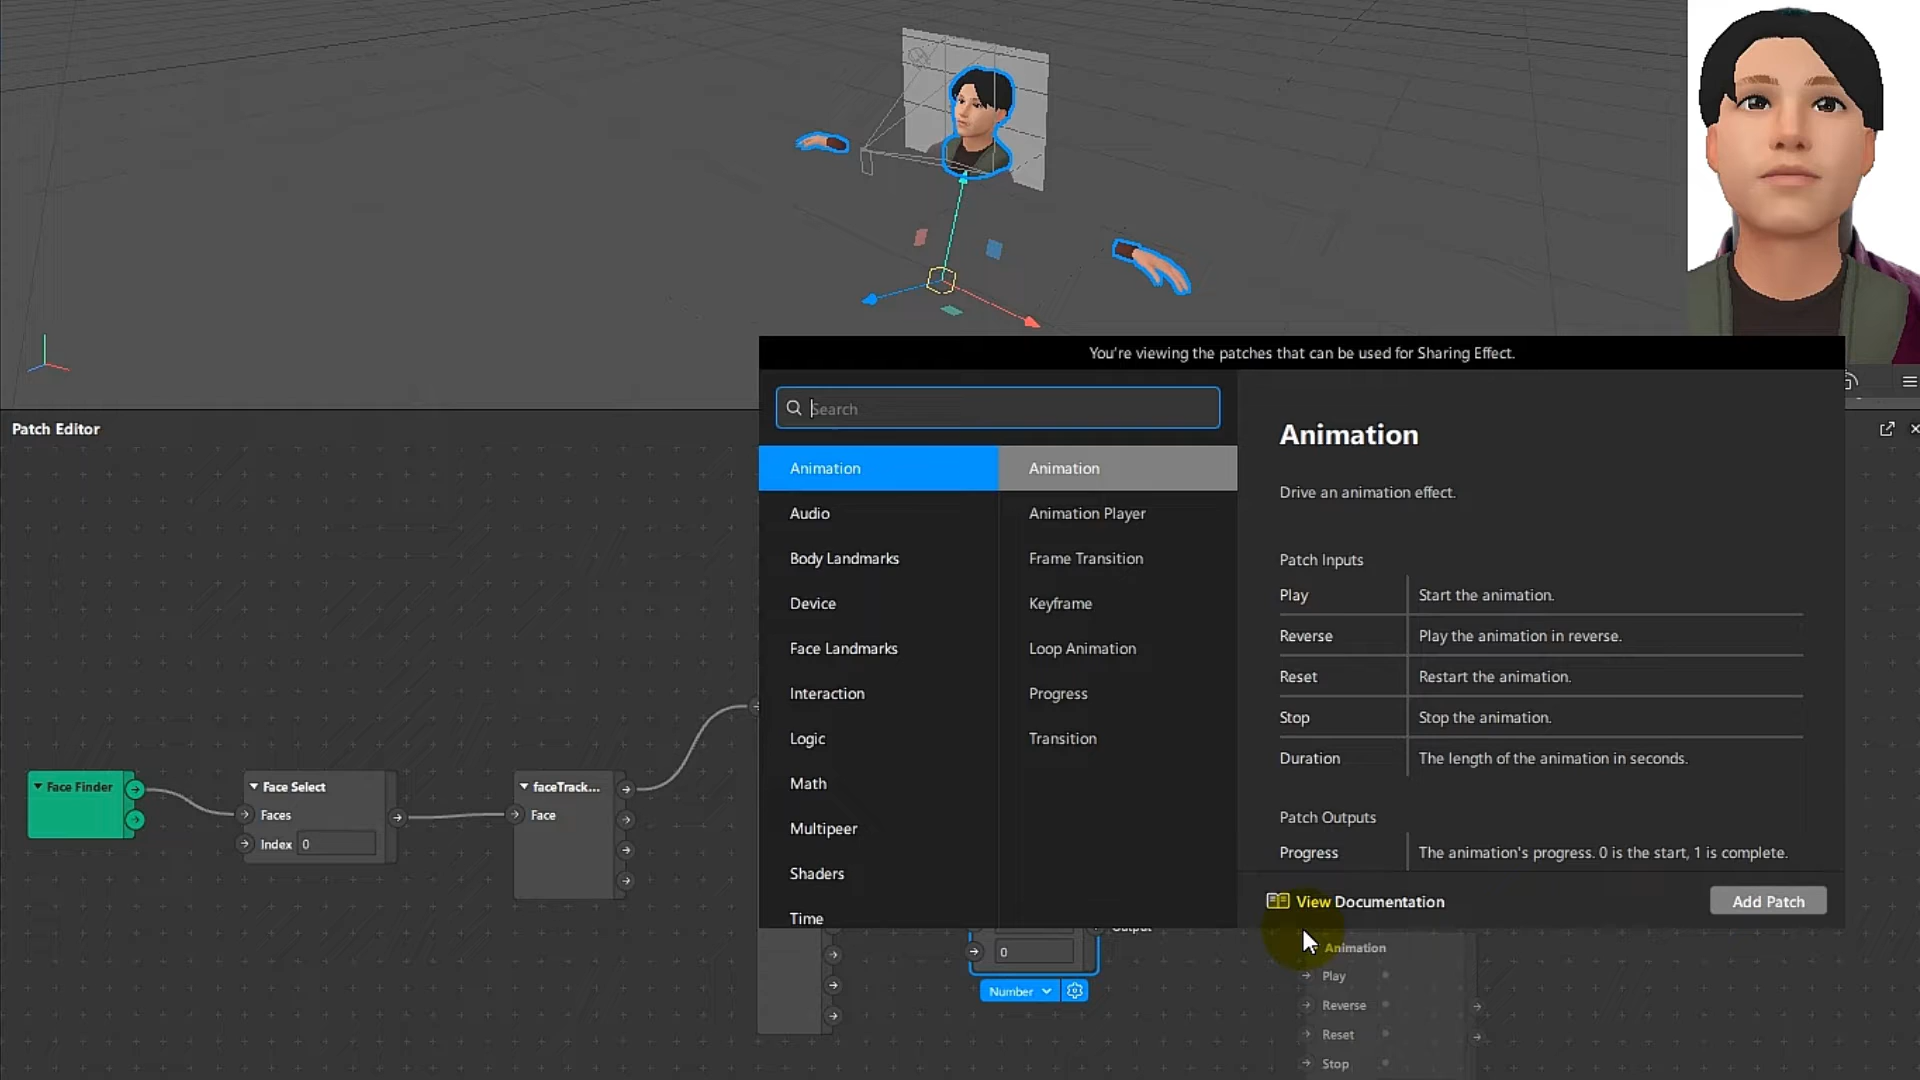 You're viewing the patches that can be used for Sharing Effect.
Search
Patch Editor
Animation
Audio
Body Landmarks
Device
Face Landmarks
Interaction
Logic
Math
Multipeer
Shaders
Time
Animation
Animation Player
Frame Transition
Keyframe
Loop Animation
Progress
Transition
Animation
Drive an animation effect.
Patch Inputs
Play Start the animation.
Reverse Play the animation in reverse.
Reset Restart the animation.
Stop Stop the animation.
Duration The length of the animation in seconds.
Patch Outputs
Progress The animation's progress. 0 is the start, 1 is complete.
View Documentation
Add Patch
Face Finder
Face Select
Faces
Index 0
faceTrack...
Face
Output
0
Number
Animation
Play
Reverse
Reset
Stop